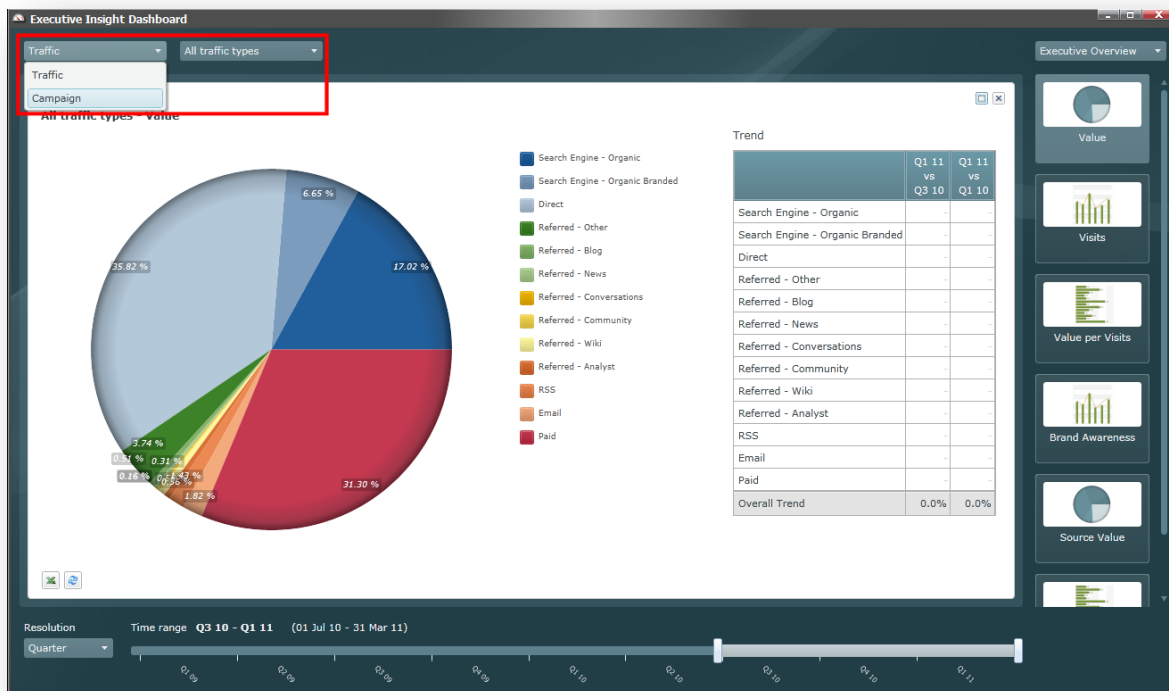 Executive Insight Dashboard
Traffic
All traffic types
Executive Overview
Traffic
Campaign
All traffic types - Value
6.65 %
35.82 %
17.02 %
3.74 %
0.51 %
0.31 %
0.16 %
1.43 %
0.56 %
1.82 %
31.30 %
Search Engine - Organic
Search Engine - Organic Branded
Direct
Referred - Other
Referred - Blog
Referred - News
Referred - Conversations
Referred - Community
Referred - Wiki
Referred - Analyst
RSS
Email
Paid
Trend
Q1 11 vs Q3 10
Q1 11 vs Q1 10
Search Engine - Organic - -
Search Engine - Organic Branded - -
Direct - -
Referred - Other - -
Referred - Blog - -
Referred - News - -
Referred - Conversations - -
Referred - Community - -
Referred - Wiki - -
Referred - Analyst - -
RSS - -
Email - -
Paid - -
Overall Trend 0.0% 0.0%
Value
Visits
Value per Visits
Brand Awareness
Source Value
Resolution
Quarter
Time range Q3 10 - Q1 11 (01 Jul 10 - 31 Mar 11)
Q1 09
Q2 09
Q3 09
Q4 09
Q1 10
Q2 10
Q3 10
Q4 10
Q1 11